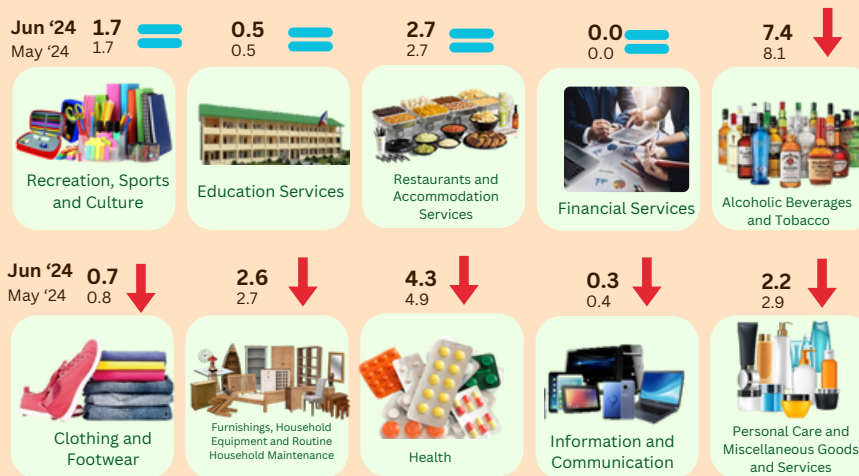 Jun ‘24 1.7 0.5 2.7 0.0 7.4
May ‘24 1.7 0.5 2.7 0.0 8.1
Recreation, Sports
and Culture
Education Services
Restaurants and
Accommodation
Services
Financial Services
Alcoholic Beverages
and Tobacco
Jun ‘24 0.7 2.6 4.3 0.3 2.2
May ‘24 0.8 2.7 4.9 0.4 2.9
Clothing and
Footwear
Furnishings, Household
Equipment and Routine
Household Maintenance
Health
Information and
Communication
Personal Care and
Miscellaneous Goods
and Services